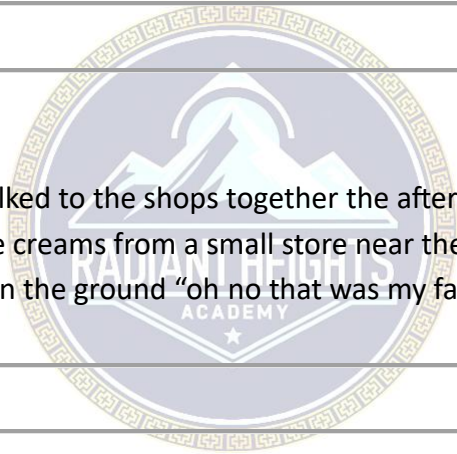 lked to the shops together the after
e creams from a small store near the
n the ground “oh no that was my fa
RADIANT HEIGHTS
ACADEMY